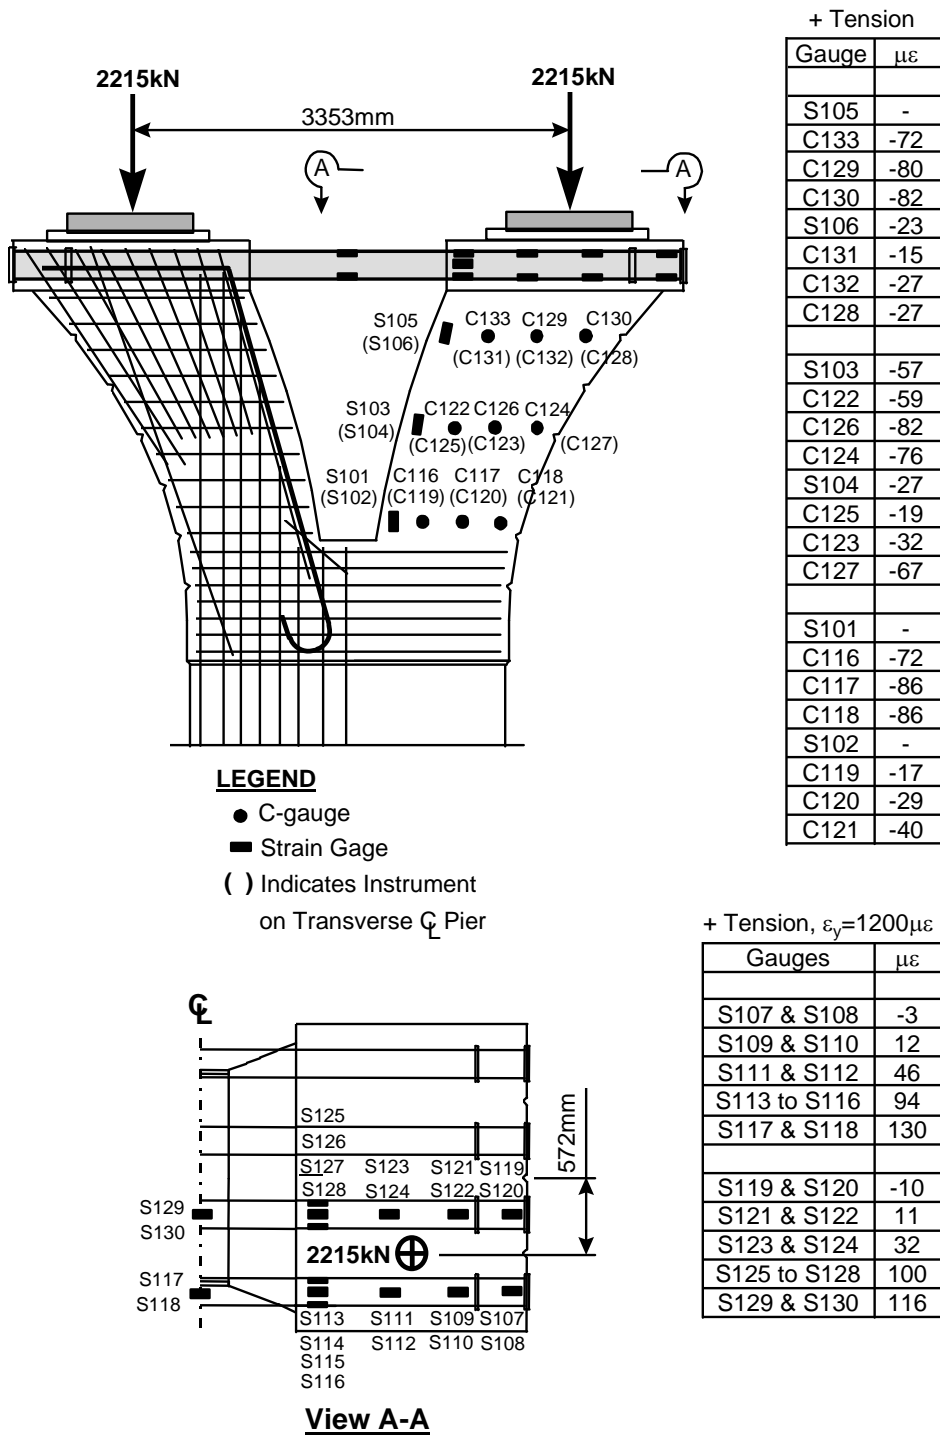 + Tension
Gauge με
S105 -
C133 -72
C129 -80
C130 -82
S106 -23
C131 -15
C132 -27
C128 -27
S103 -57
C122 -59
C126 -82
C124 -76
S104 -27
C125 -19
C123 -32
C127 -67
S101 -
C116 -72
C117 -86
C118 -86
S102 -
C119 -17
C120 -29
C121 -40
2215kN 2215kN
3353mm
A A
S105 C133 C129 C130
(S106) (C131) (C132) (C128)
S103 C122 C126 C124
(S104) (C125) (C123) (C127)
S101 C116 C117 C118
(S102) (C119) (C120) (C121)
LEGEND
C-gauge
Strain Gage
( ) Indicates Instrument
on Transverse ℄ Pier
+ Tension, εy=1200με
Gauges με
S107 & S108 -3
S109 & S110 12
S111 & S112 46
S113 to S116 94
S117 & S118 130
S119 & S120 -10
S121 & S122 11
S123 & S124 32
S125 to S128 100
S129 & S130 116
℄
572mm
S125
S126
S127 S123 S121 S119
S128 S124 S122 S120
S129
S130
2215kN
S117
S118
S113 S111 S109 S107
S114 S112 S110 S108
S115
S116
View A-A